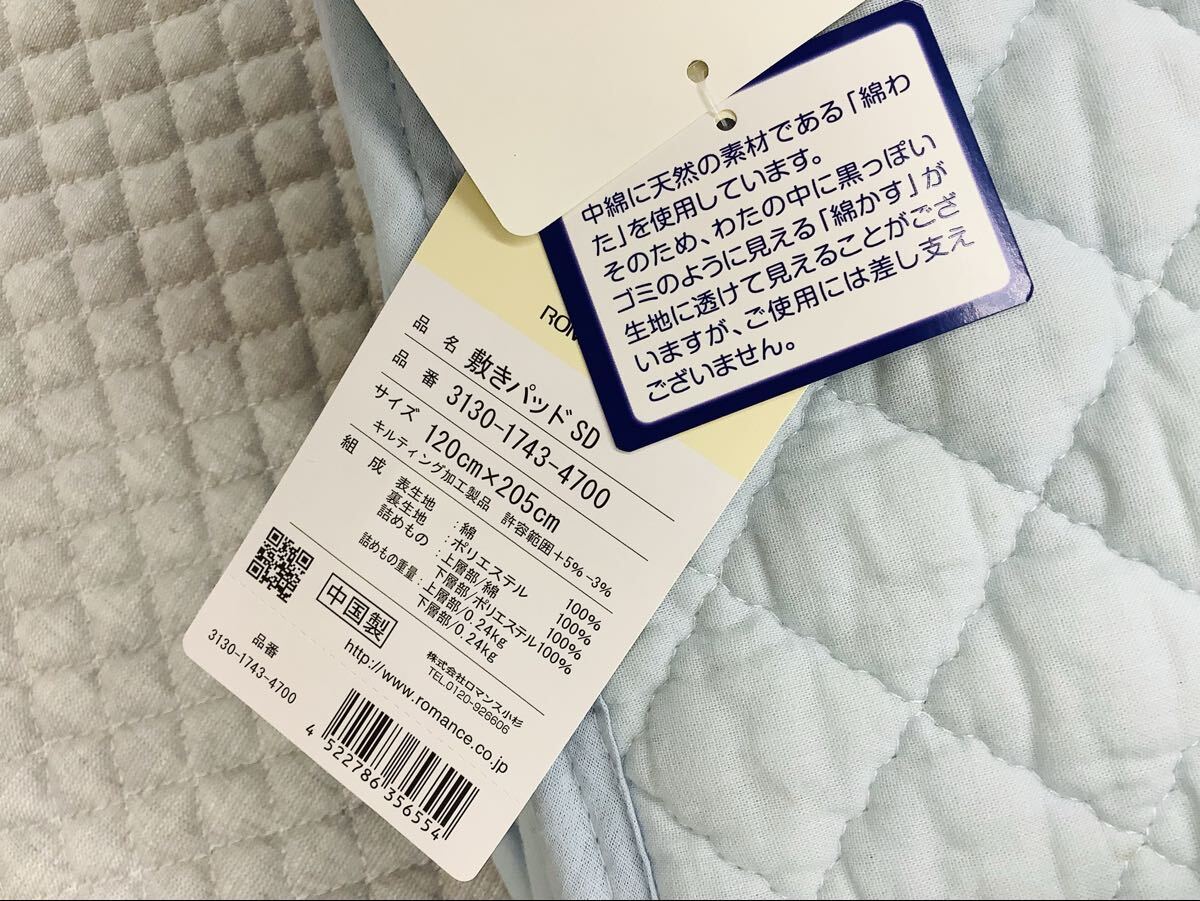 中綿に天然の素材である「綿わ
た」を使用しています。
そのため、わたの中に黒っぽい
ゴミのように見える「綿かす」が
生地に透けて見えることがござ
いますが、ご使用には差し支え
ございません。
ROM
品 名 敷きパッド SD
品 番 3130-1743-4700
サイズ 120cm×205cm
キルティング加工製品 許容範囲+5% -3%
組 成 表生地 : 綿 100%
裏生地 : ポリエステル 100%
詰めもの : 上層部/綿 100%
下層部/ポリエステル100%
詰めもの重量 : 上層部/0.24kg
下層部/0.24kg
中国製
株式会社ロマンス小杉
TEL.0120-926606
http://www.romance.co.jp
品番
3130-1743-4700
4 522786 356554